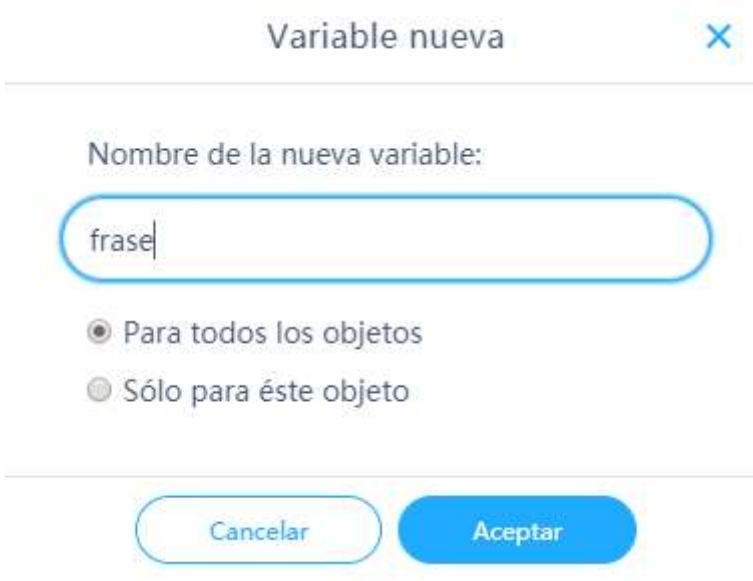 Variable nueva
Nombre de la nueva variable:
frase
Para todos los objetos
Sólo para éste objeto
Cancelar
Aceptar